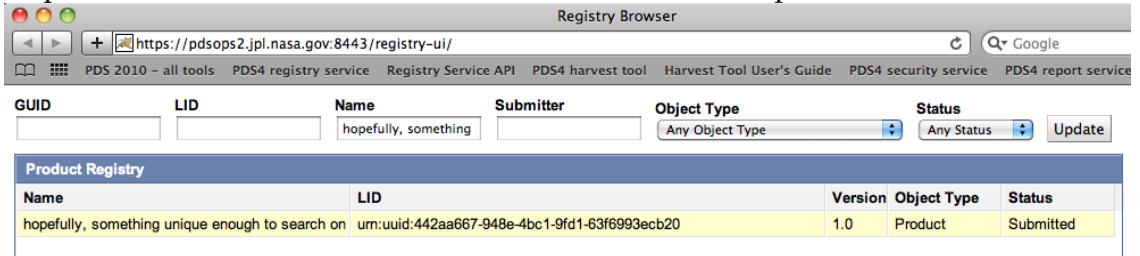 Registry Browser
https://pdsops2.jpl.nasa.gov:8443/registry-ui/
Google
PDS 2010 – all tools PDS4 registry service Registry Service API PDS4 harvest tool Harvest Tool User's Guide PDS4 security service PDS4 report service
GUID LID Name Submitter Object Type Status
hopefully, something Any Object Type Any Status Update
Product Registry
Name LID Version Object Type Status
hopefully, something unique enough to search on urn:uuid:442aa667-948e-4bc1-9fd1-63f6993ecb20 1.0 Product Submitted